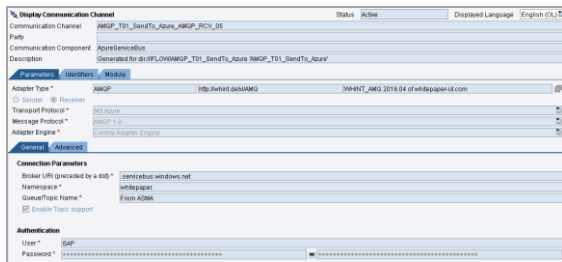 Display Communication Channel Status Active Displayed Language English (OL)
Communication Channel AMQP_T01_SendTo_Azure_AMQP_RCV_05
Party
Communication Component AzureServiceBus
Description Generated for dir://IFLOW/AMQP_T01_SendTo_Azure 'AMQP_T01_SendTo_Azure'
Parameters Identifiers Module
Adapter Type * AMQP http://whint.de/xi/AMQ WHINT_AMQ 2016.04 of whitepaper-id.com
Sender Receiver
Transport Protocol * MS Azure
Message Protocol * AMQP 1.0
Adapter Engine * Central Adapter Engine
General Advanced
Connection Parameters
Broker URI (preceded by a dot) * .servicebus.windows.net
Namespace * whitepaper
Queue/Topic Name * From ASMA
Enable Topic support
Authentication
User * SAP
Password *